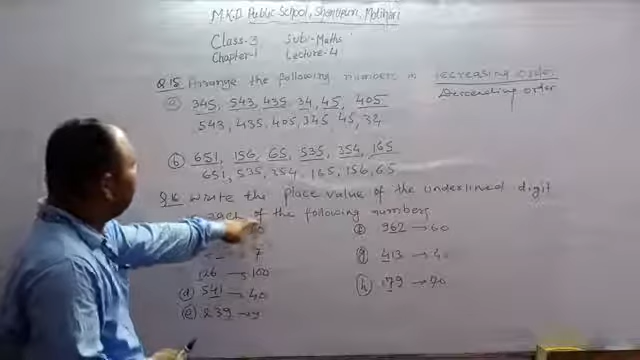 M.K.D Public School, Shantipuri, Motihari
Class-3 Sub:- Maths
Chapter-1 Lecture-4
Q.15 Arrange the following numbers in decreasing order
Descending order
(a) 345, 543, 435, 34, 45, 405
543, 435, 405, 345, 45, 34
(b) 651, 156, 65, 535, 354, 165
651, 535, 354, 165, 156, 65
Q.16 Write the place value of the underlined digit
of the following numbers
(f) 962 → 60
7
(g) 413 →
126 → 100
(h) 179 → 70
(d) 541 → 40
(e) 239 → 9